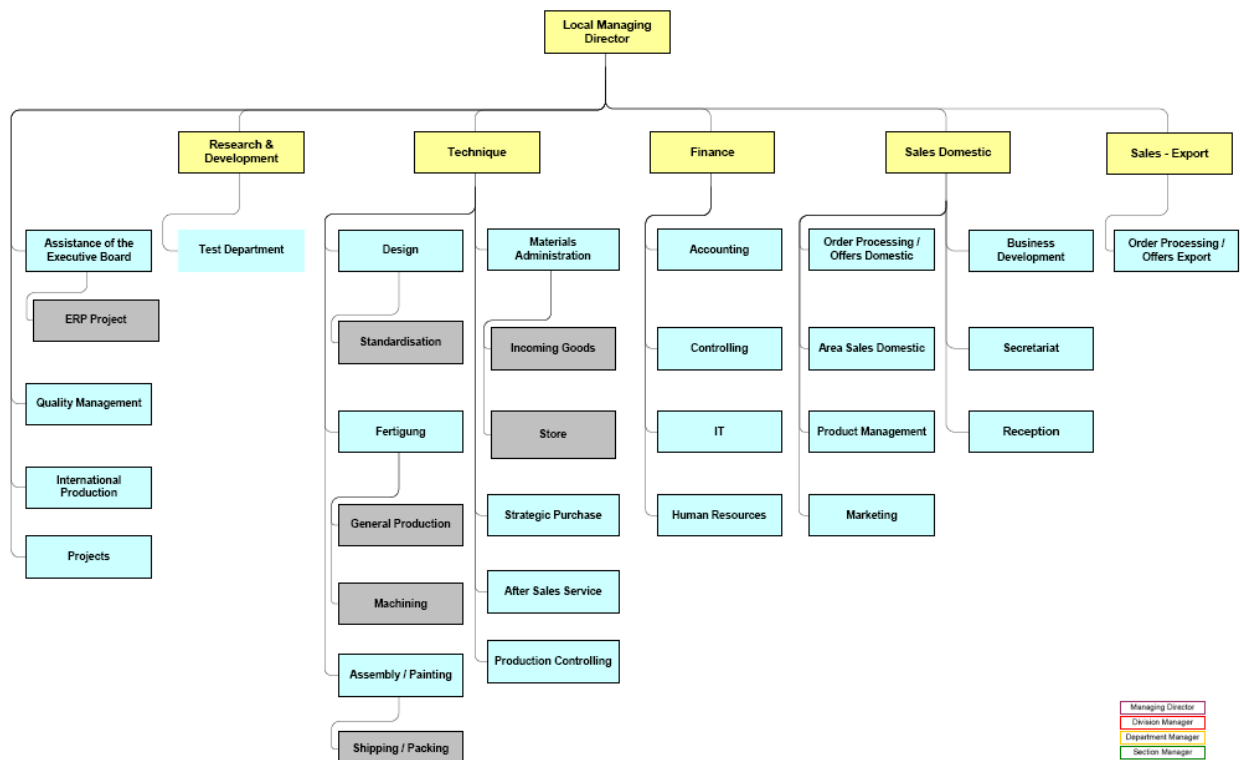 Local Managing
Director
Research &
Development
Technique
Finance
Sales Domestic
Sales - Export
Assistance of the
Executive Board
Test Department
Design
Materials
Administration
Accounting
Order Processing /
Offers Domestic
Business
Development
Order Processing /
Offers Export
ERP Project
Standardisation
Incoming Goods
Controlling
Area Sales Domestic
Secretariat
Quality Management
Fertigung
Store
IT
Product Management
Reception
International
Production
General Production
Strategic Purchase
Human Resources
Marketing
Projects
Machining
After Sales Service
Assembly / Painting
Production Controlling
Shipping / Packing
Managing Director
Division Manager
Department Manager
Section Manager